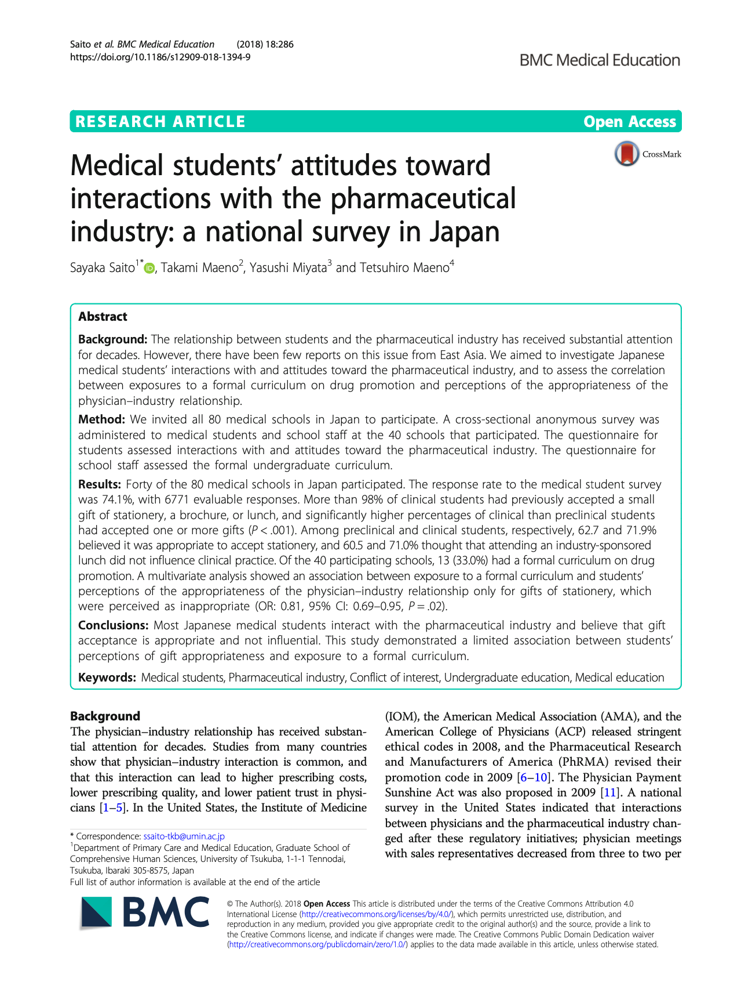 Saito et al. BMC Medical Education (2018) 18:286
https://doi.org/10.1186/s12909-018-1394-9
BMC Medical Education
RESEARCH ARTICLE
Open Access
CrossMark
Medical students’ attitudes toward
interactions with the pharmaceutical
industry: a national survey in Japan
Sayaka Saito1* iD, Takami Maeno2, Yasushi Miyata3 and Tetsuhiro Maeno4
Abstract
Background: The relationship between students and the pharmaceutical industry has received substantial attention
for decades. However, there have been few reports on this issue from East Asia. We aimed to investigate Japanese
medical students’ interactions with and attitudes toward the pharmaceutical industry, and to assess the correlation
between exposures to a formal curriculum on drug promotion and perceptions of the appropriateness of the
physician–industry relationship.
Method: We invited all 80 medical schools in Japan to participate. A cross-sectional anonymous survey was
administered to medical students and school staff at the 40 schools that participated. The questionnaire for
students assessed interactions with and attitudes toward the pharmaceutical industry. The questionnaire for
school staff assessed the formal undergraduate curriculum.
Results: Forty of the 80 medical schools in Japan participated. The response rate to the medical student survey
was 74.1%, with 6771 evaluable responses. More than 98% of clinical students had previously accepted a small
gift of stationery, a brochure, or lunch, and significantly higher percentages of clinical than preclinical students
had accepted one or more gifts (P < .001). Among preclinical and clinical students, respectively, 62.7 and 71.9%
believed it was appropriate to accept stationery, and 60.5 and 71.0% thought that attending an industry-sponsored
lunch did not influence clinical practice. Of the 40 participating schools, 13 (33.0%) had a formal curriculum on drug
promotion. A multivariate analysis showed an association between exposure to a formal curriculum and students’
perceptions of the appropriateness of the physician–industry relationship only for gifts of stationery, which
were perceived as inappropriate (OR: 0.81, 95% CI: 0.69–0.95, P = .02).
Conclusions: Most Japanese medical students interact with the pharmaceutical industry and believe that gift
acceptance is appropriate and not influential. This study demonstrated a limited association between students’
perceptions of gift appropriateness and exposure to a formal curriculum.
Keywords: Medical students, Pharmaceutical industry, Conflict of interest, Undergraduate education, Medical education
Background
The physician–industry relationship has received substan-
tial attention for decades. Studies from many countries
show that physician–industry interaction is common, and
that this interaction can lead to higher prescribing costs,
lower prescribing quality, and lower patient trust in physi-
cians [1–5]. In the United States, the Institute of Medicine
(IOM), the American Medical Association (AMA), and the
American College of Physicians (ACP) released stringent
ethical codes in 2008, and the Pharmaceutical Research
and Manufacturers of America (PhRMA) revised their
promotion code in 2009 [6–10]. The Physician Payment
Sunshine Act was also proposed in 2009 [11]. A national
survey in the United States indicated that interactions
between physicians and the pharmaceutical industry chan-
ged after these regulatory initiatives; physician meetings
with sales representatives decreased from three to two per
* Correspondence: ssaito-tkb@umin.ac.jp
1Department of Primary Care and Medical Education, Graduate School of
Comprehensive Human Sciences, University of Tsukuba, 1-1-1 Tennodai,
Tsukuba, Ibaraki 305-8575, Japan
Full list of author information is available at the end of the article
BMC
© The Author(s). 2018 Open Access This article is distributed under the terms of the Creative Commons Attribution 4.0
International License (http://creativecommons.org/licenses/by/4.0/), which permits unrestricted use, distribution, and
reproduction in any medium, provided you give appropriate credit to the original author(s) and the source, provide a link to
the Creative Commons license, and indicate if changes were made. The Creative Commons Public Domain Dedication waiver
(http://creativecommons.org/publicdomain/zero/1.0/) applies to the data made available in this article, unless otherwise stated.